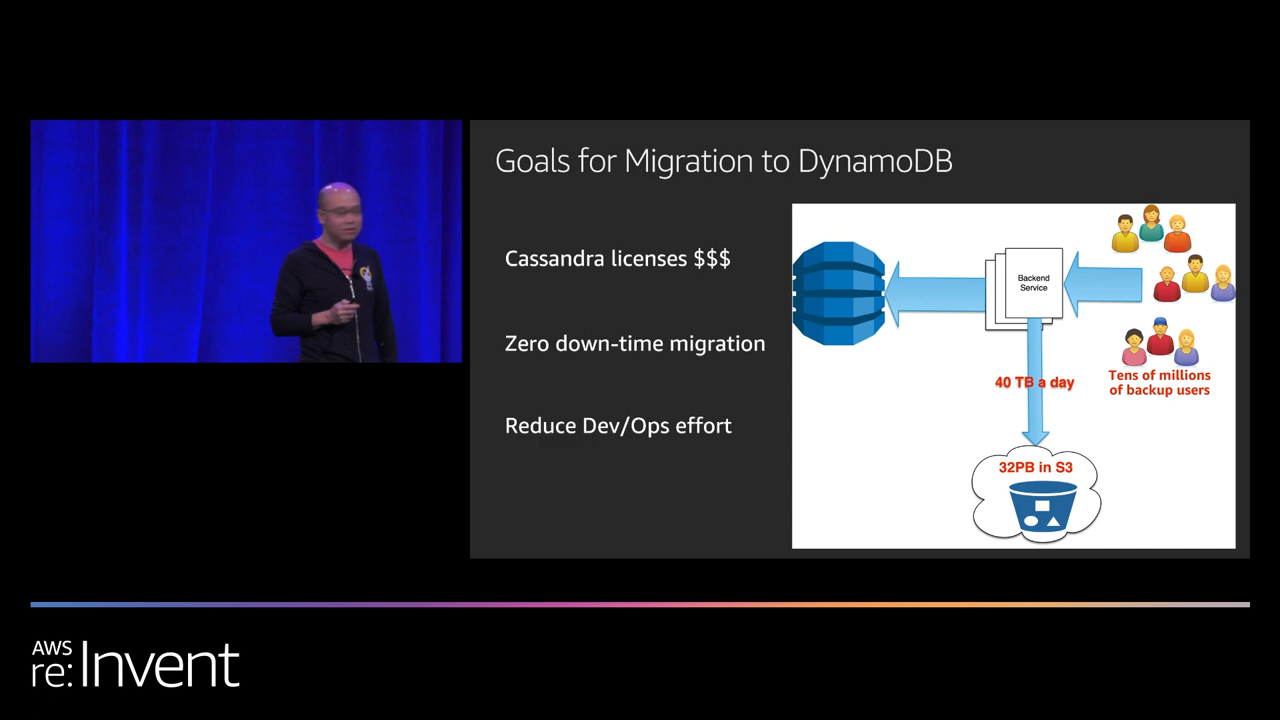 Goals for Migration to DynamoDB
Cassandra licenses $$$
Zero down-time migration
Reduce Dev/Ops effort
Backend
Service
40 TB a day
Tens of millions
of backup users
32PB in S3
AWS
re:Invent